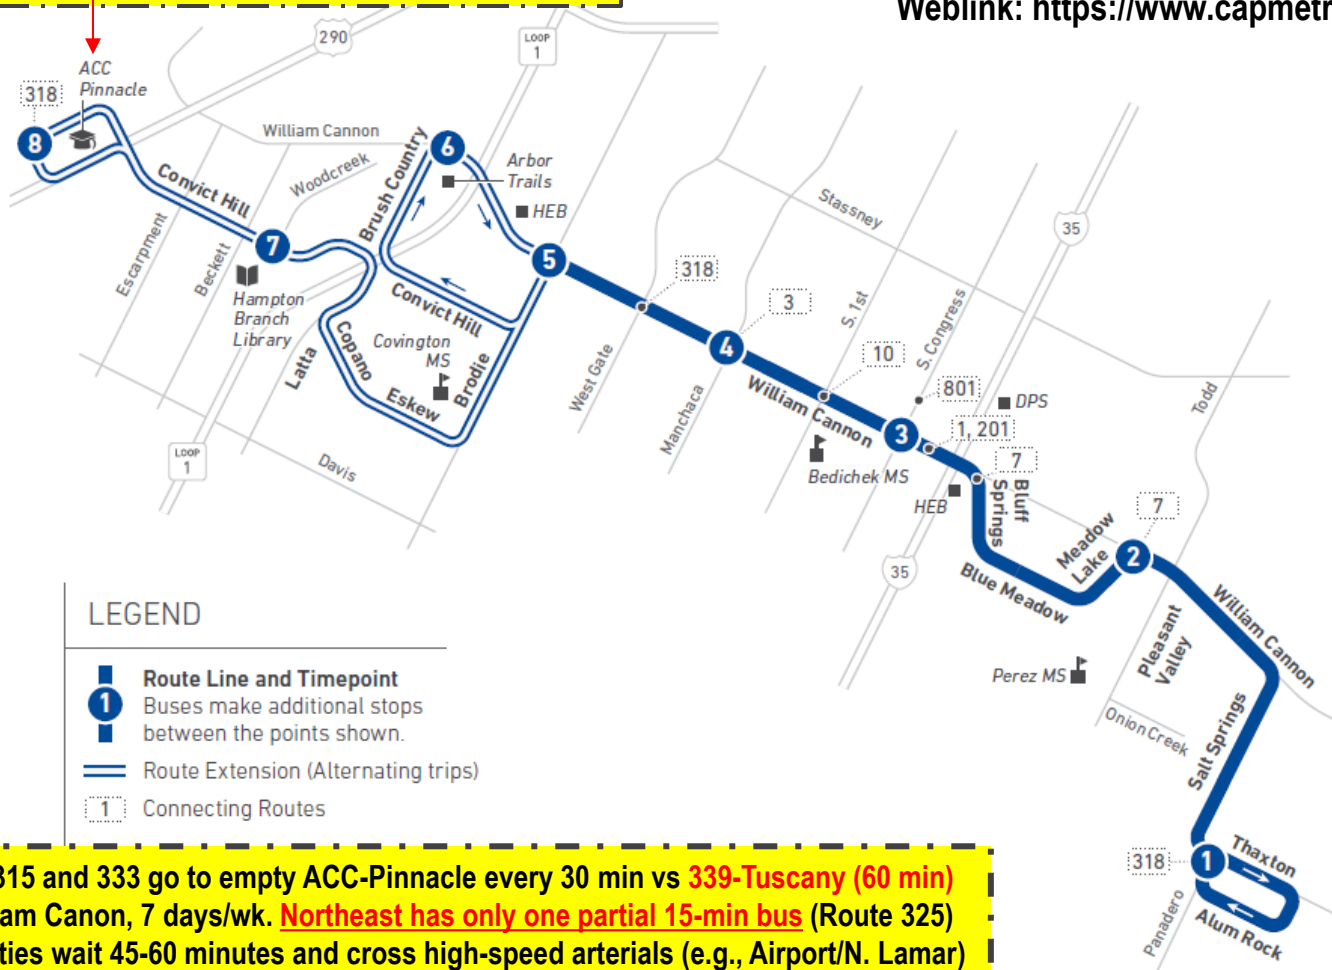 Weblink: https://www.capmetr
290
LOOP
1
ACC
Pinnacle
318
8
William Cannon
Brush Country
6
Arbor
Trails
HEB
Woodcreek
Convict Hill
7
Escarpment
Beckett
Hampton
Branch
Library
5
Convict Hill
Copano
Latta
Covington
MS
Eskew
Brodie
LOOP
1
Davis
318
West Gate
4
3
Manchaca
William Cannon
Stassney
S. 1st
10
S. Congress
801
35
DPS
3
1, 201
Bedichek MS
HEB
7
Bluff
Springs
Todd
7
Meadow
Lake
2
35
Blue Meadow
William Cannon
Pleasant
Valley
Perez MS
Onion Creek
Salt Springs
318
1
Thaxton
Alum Rock
Panadero
LEGEND
1
Route Line and Timepoint
Buses make additional stops
between the points shown.
Route Extension (Alternating trips)
1
Connecting Routes
315 and 333 go to empty ACC-Pinnacle every 30 min vs 339-Tuscany (60 min)
am Canon, 7 days/wk. Northeast has only one partial 15-min bus (Route 325)
ties wait 45-60 minutes and cross high-speed arterials (e.g., Airport/N. Lamar)